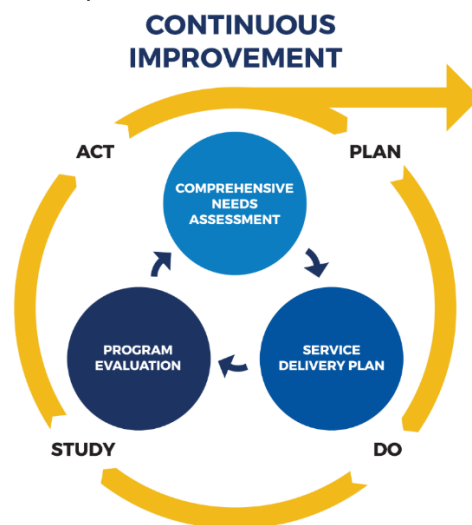 CONTINUOUS
IMPROVEMENT
ACT
PLAN
COMPREHENSIVE
NEEDS
ASSESSMENT
PROGRAM
EVALUATION
SERVICE
DELIVERY PLAN
STUDY
DO